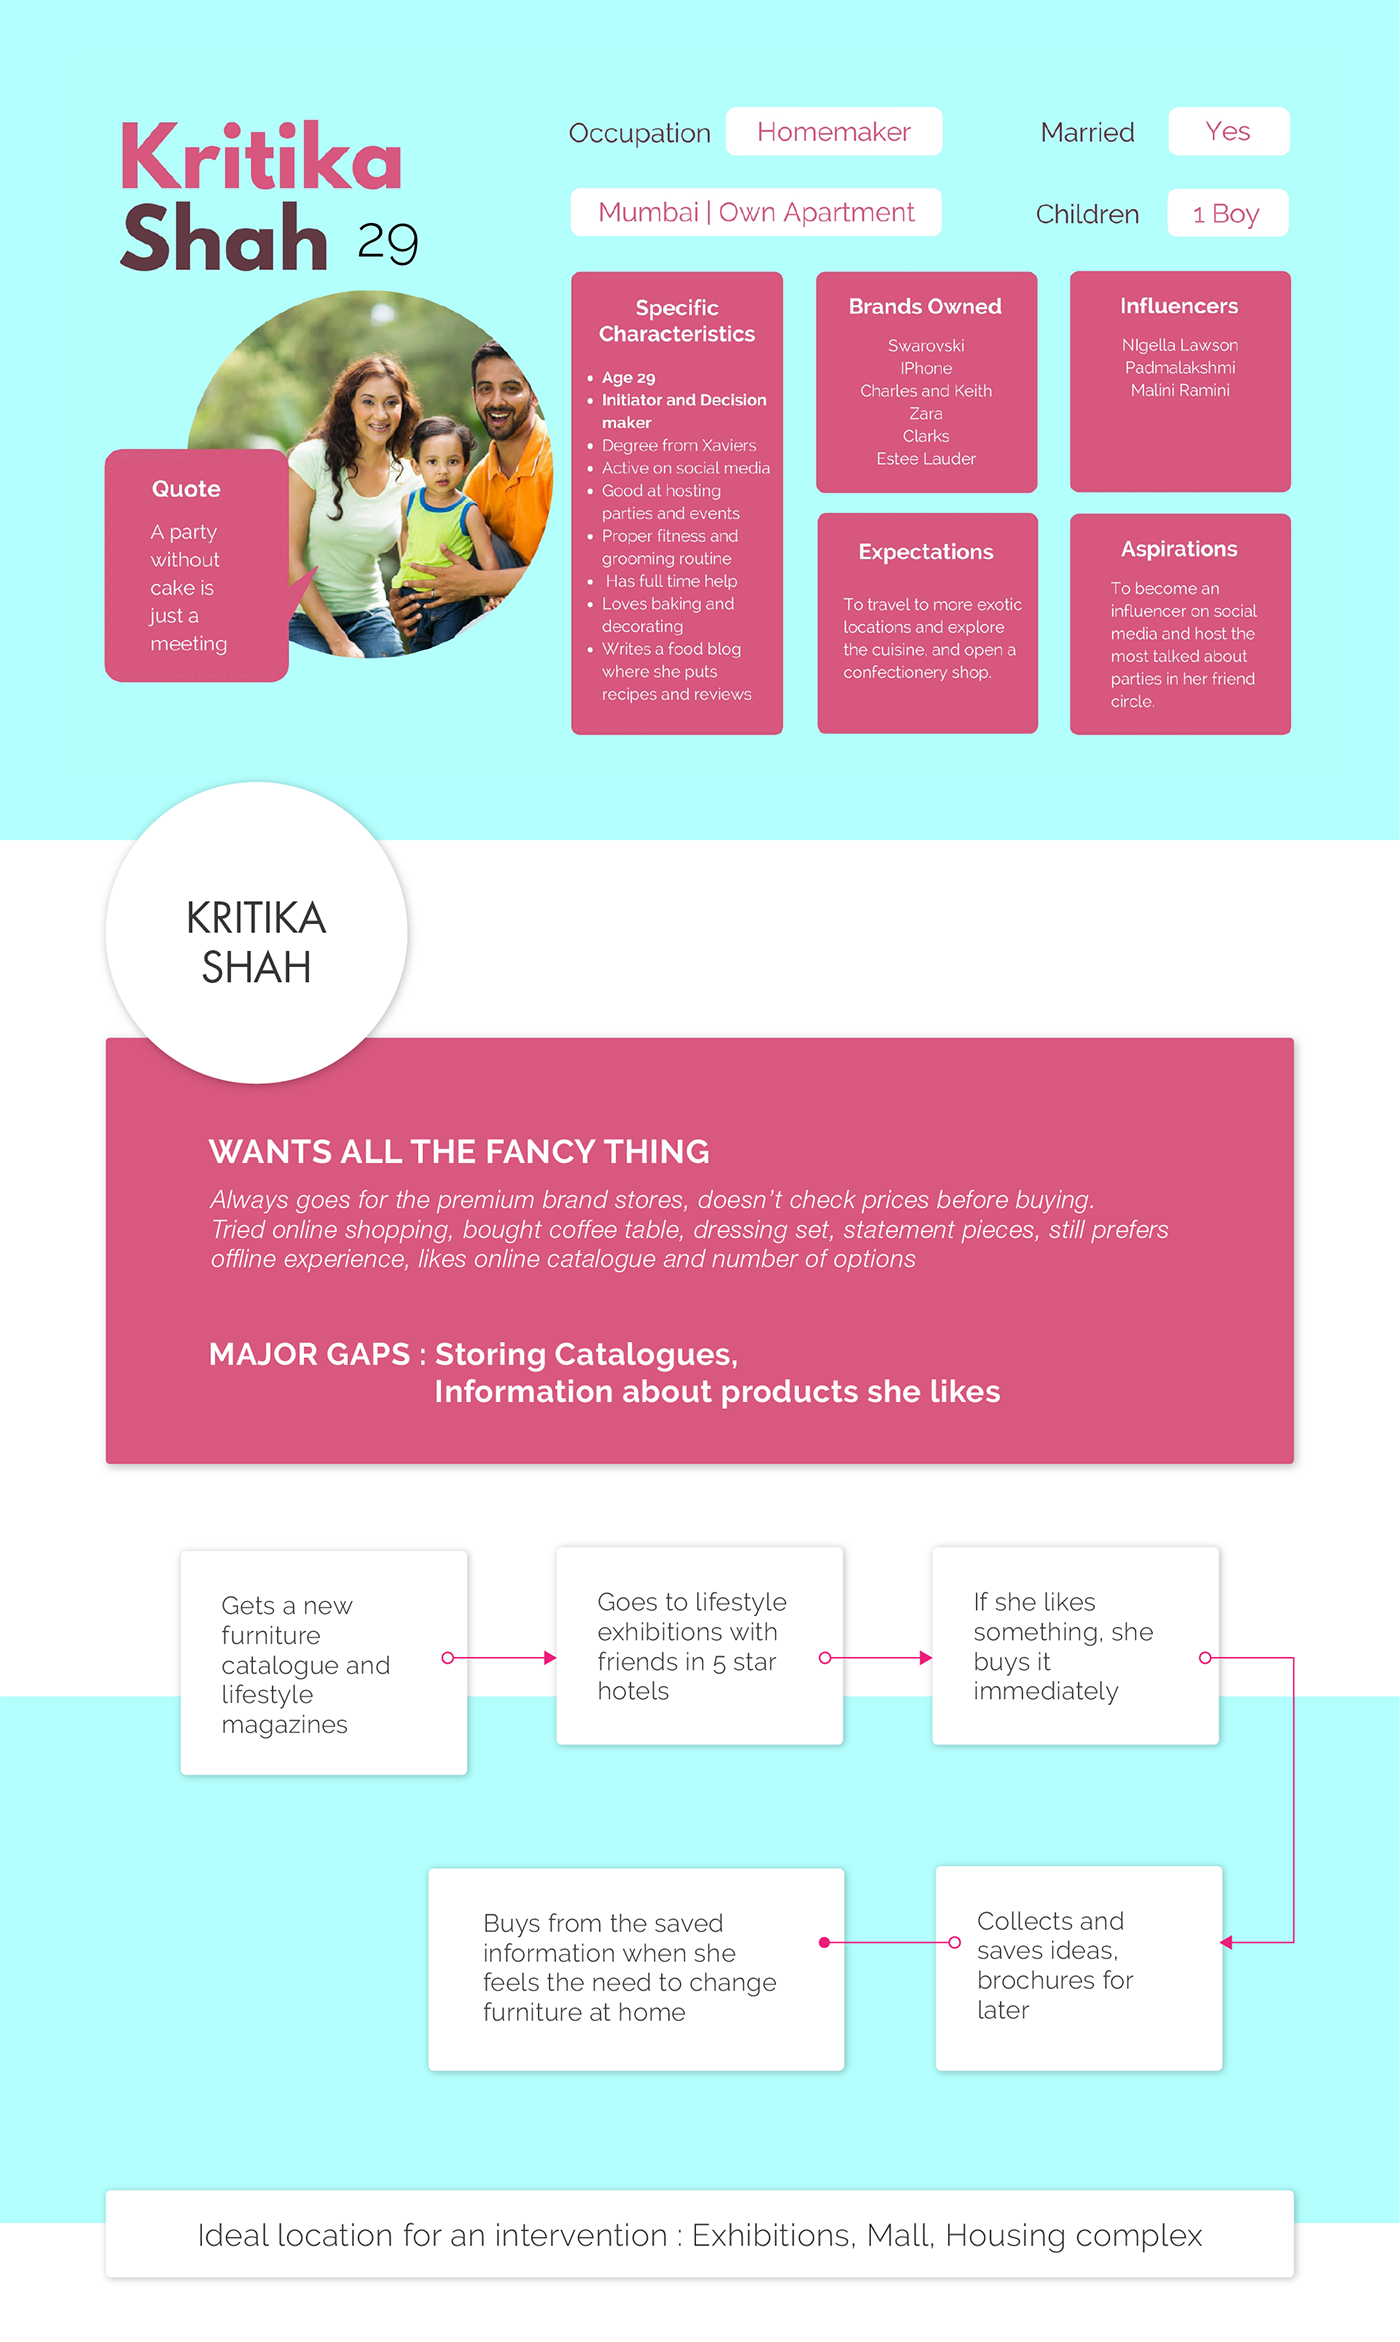 Kritika
Shah 29
Occupation Homemaker
Married Yes
Mumbai | Own Apartment
Children 1 Boy
Quote
A party
without
cake is
just a
meeting
Specific
Characteristics
• Age 29
• Initiator and Decision
maker
• Degree from Xaviers
• Active on social media
• Good at hosting
parties and events
• Proper fitness and
grooming routine
• Has full time help
• Loves baking and
decorating
• Writes a food blog
where she puts
recipes and reviews
Brands Owned
Swarovski
IPhone
Charles and Keith
Zara
Clarks
Estee Lauder
Influencers
NIgella Lawson
Padmalakshmi
Malini Ramini
Expectations
To travel to more exotic
locations and explore
the cuisine, and open a
confectionery shop.
Aspirations
To become an
influencer on social
media and host the
most talked about
parties in her friend
circle.
KRITIKA
SHAH
WANTS ALL THE FANCY THING
Always goes for the premium brand stores, doesn't check prices before buying.
Tried online shopping, bought coffee table, dressing set, statement pieces, still prefers
offline experience, likes online catalogue and number of options
MAJOR GAPS : Storing Catalogues,
Information about products she likes
Gets a new
furniture
catalogue and
lifestyle
magazines
Goes to lifestyle
exhibitions with
friends in 5 star
hotels
If she likes
something, she
buys it
immediately
Collects and
saves ideas,
brochures for
later
Buys from the saved
information when she
feels the need to change
furniture at home
Ideal location for an intervention : Exhibitions, Mall, Housing complex